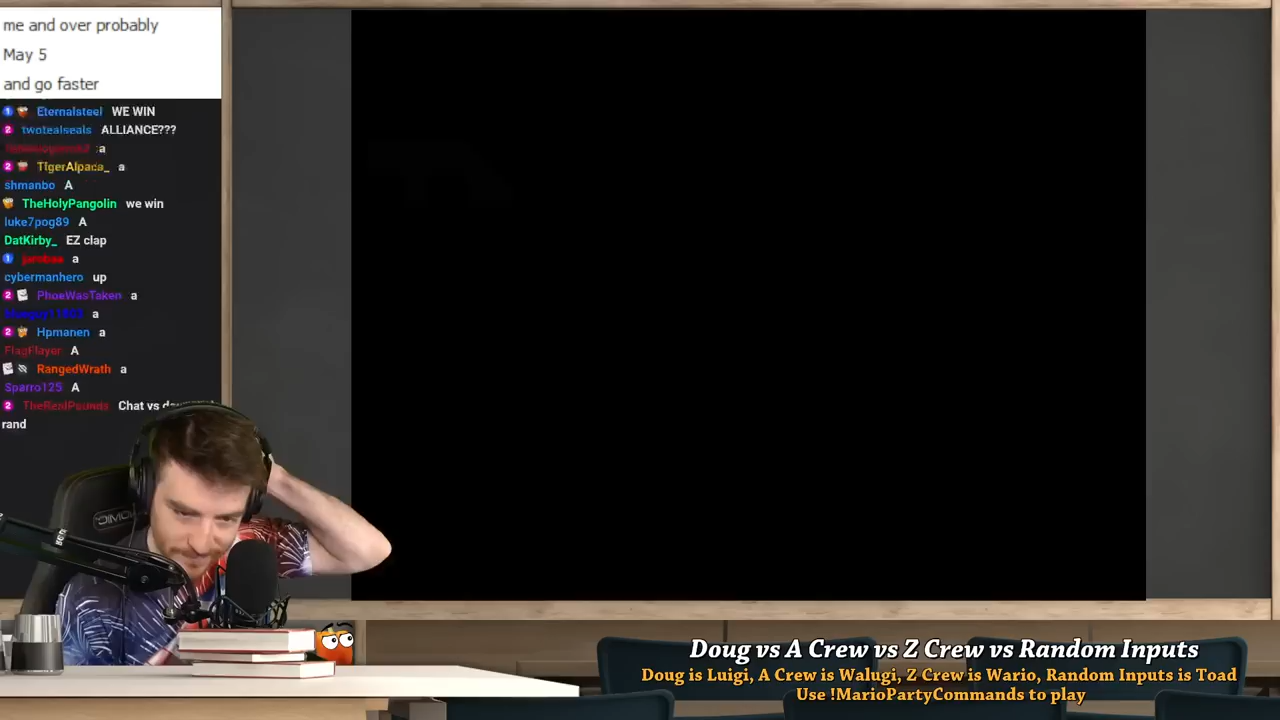 me and over probably
May 5
and go faster
Eternalsteel WE WIN
twotealseals ALLIANCE???
:a
TigerAlpaca_ a
shmanbo A
TheHolyPangolin we win
luke7pog89 A
DatKirby_ EZ clap
a
cybermanhero up
PhoeWasTaken a
a
Hpmanen a
FlagFlayer A
RangedWrath a
Sparro125 A
TheRealPounds Chat vs
rand
Doug vs A Crew vs Z Crew vs Random Inputs
Doug is Luigi, A Crew is Walugi, Z Crew is Wario, Random Inputs is Toad
Use !MarioPartyCommands to play